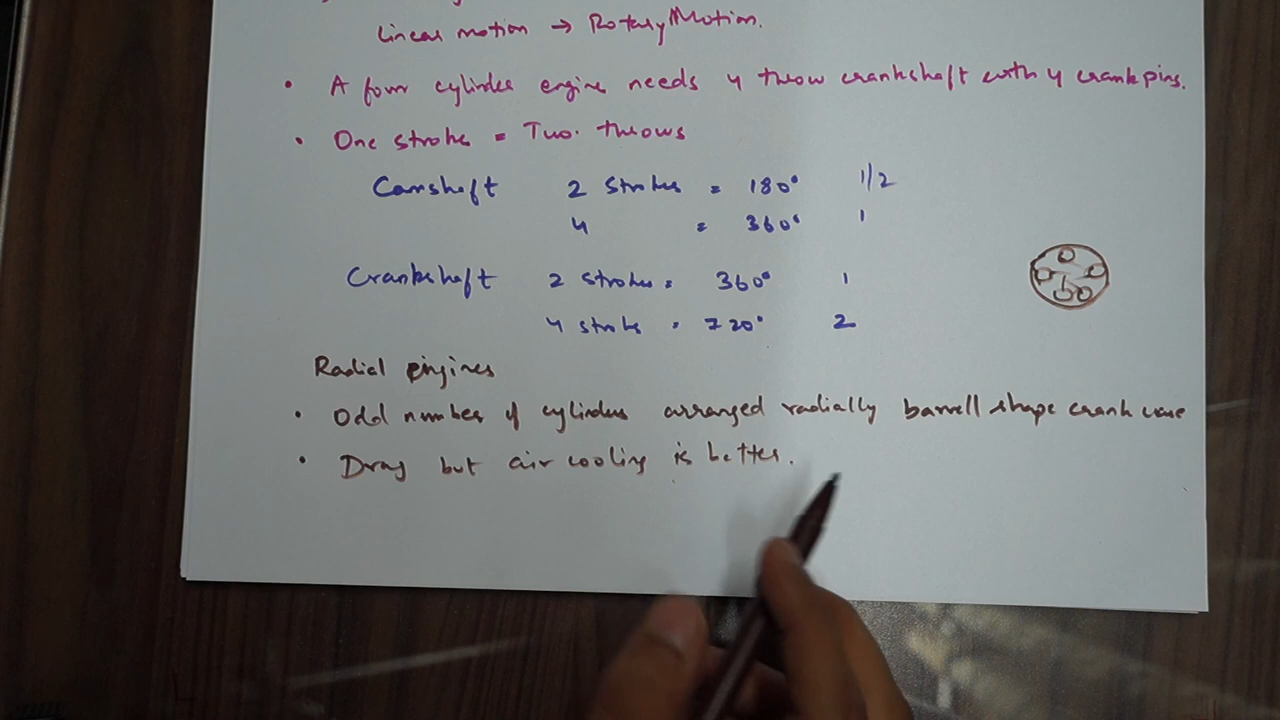 Linear motion → Rotary Motion.
• A four cylinder engine needs 4 throw crankshaft with 4 crankpins.
• One stroke = Two throws
Camshaft 2 strokes = 180° 1/2
4 = 360° 1
Crankshaft 2 strokes = 360° 1
4 stroke = 720° 2
Radial engines
• Odd number of cylinders arranged radially barrell shape crank case
• Drag but air cooling is better.